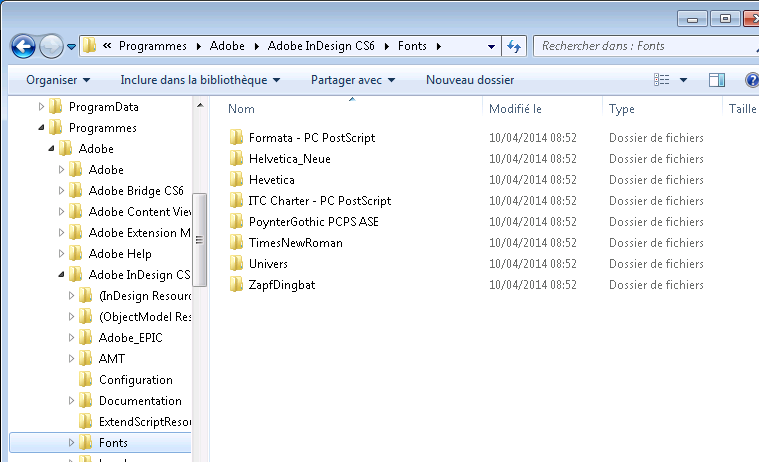 « Programmes Adobe Adobe InDesign CS6 Fonts
Rechercher dans : Fonts
Organiser Inclure dans la bibliothèque Partager avec Nouveau dossier
Nom Modifié le Type Taille
ProgramData
Programmes
Adobe
Adobe
Adobe Bridge CS6
Adobe Content View
Adobe Extension M
Adobe Help
Adobe InDesign CS
(InDesign Resourc
(ObjectModel Res
Adobe_EPIC
AMT
Configuration
Documentation
ExtendScriptResou
Fonts
Formata - PC PostScript 10/04/2014 08:52 Dossier de fichiers
Helvetica_Neue 10/04/2014 08:52 Dossier de fichiers
Hevetica 10/04/2014 08:52 Dossier de fichiers
ITC Charter - PC PostScript 10/04/2014 08:52 Dossier de fichiers
PoynterGothic PCPS ASE 10/04/2014 08:52 Dossier de fichiers
TimesNewRoman 10/04/2014 08:52 Dossier de fichiers
Univers 10/04/2014 08:52 Dossier de fichiers
ZapfDingbat 10/04/2014 08:52 Dossier de fichiers